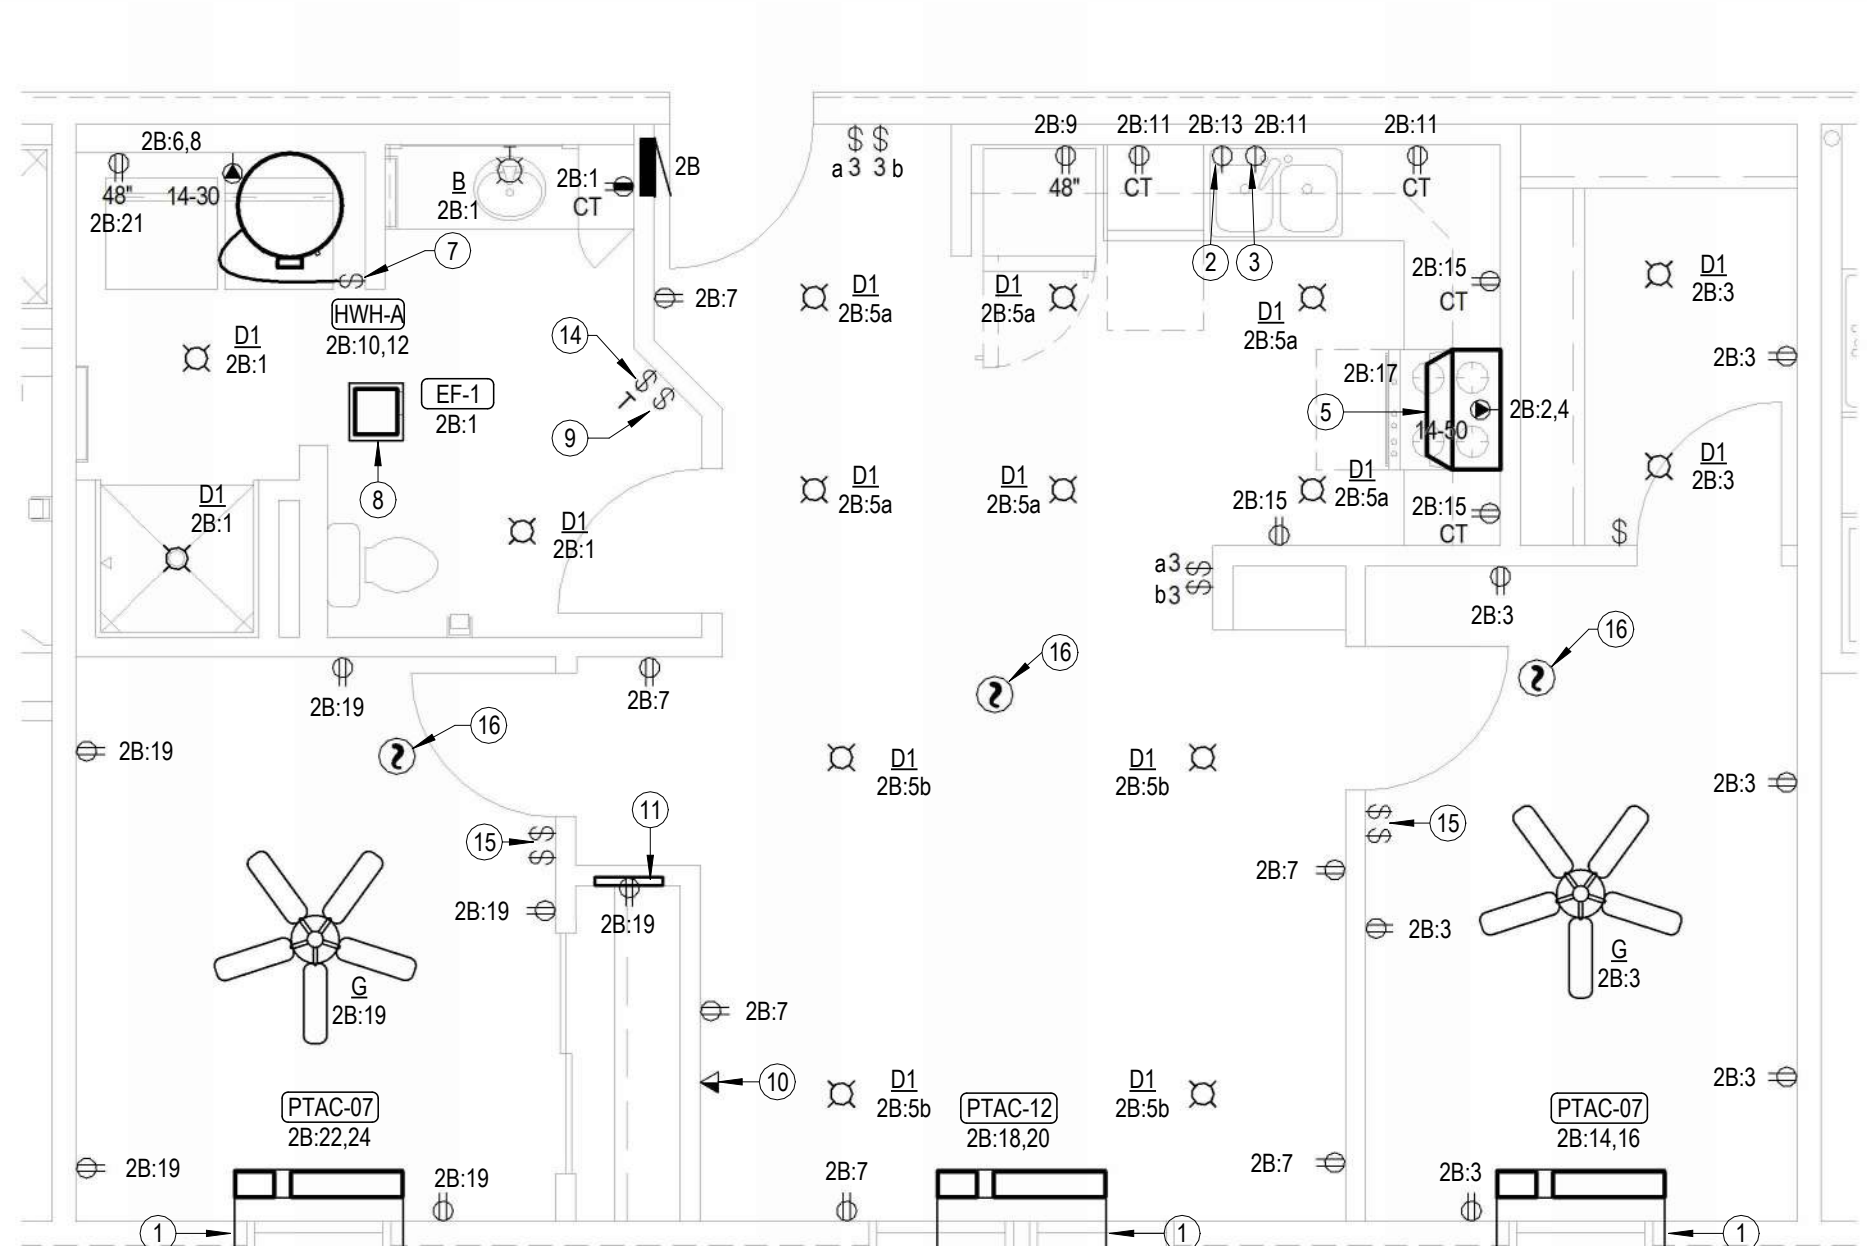 2B:6,8
48"
2B:21
14-30
B
2B:1
2B:1
CT
2B
a 3 3 b
2B:9
2B:11
2B:13
2B:11
2B:11
48"
CT
CT
7
2
3
2B:15
CT
D1
2B:3
HWH-A
2B:10,12
2B:7
D1
2B:5a
D1
2B:5a
D1
2B:5a
D1
2B:1
14
T
2B:3
EF-1
2B:1
9
2B:17
5
14-50
2B:2,4
8
D1
2B:1
D1
2B:1
D1
2B:5a
D1
2B:5a
D1
2B:5a
2B:15
2B:15
CT
D1
2B:3
a3
b3
2B:3
16
16
2B:19
2B:7
16
2B:19
D1
2B:5b
D1
2B:5b
2B:3
11
15
15
2B:7
2B:19
2B:19
2B:3
G
2B:19
G
2B:3
2B:7
10
D1
2B:5b
D1
2B:5b
2B:3
PTAC-07
2B:22,24
PTAC-12
2B:18,20
PTAC-07
2B:14,16
2B:19
2B:19
2B:7
2B:7
2B:3
1
1
1